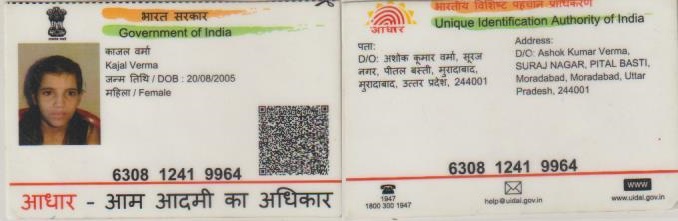 भारत सरकार
Government of India
काजल वर्मा
Kajal Verma
जन्म तिथि / DOB : 20/08/2005
महिला / Female
6308 1241 9964
आधार - आम आदमी का अधिकार
भारतीय विशिष्ट पहचान प्राधिकरण
Unique Identification Authority of India
आधार
पता:
D/O: अशोक कुमार वर्मा, सूरज
नगर, पीतल बस्ती, मुरादाबाद,
मुरादाबाद, उत्तर प्रदेश, 244001
Address:
D/O: Ashok Kumar Verma,
SURAJ NAGAR, PITAL BASTI,
Moradabad, Moradabad, Uttar
Pradesh, 244001
6308 1241 9964
1947
1800 300 1947
help@uidai.gov.in
www
www.uidai.gov.in